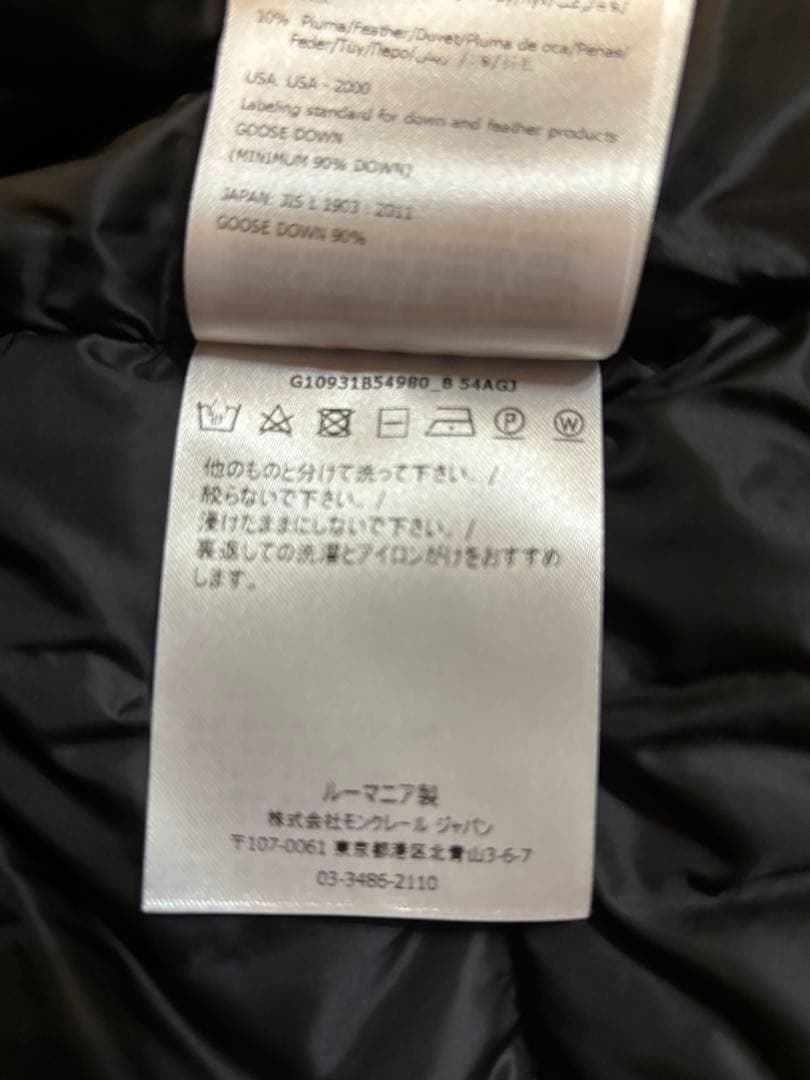 10% Piuma/Feather/Duvet/Pluma de oca/Penas/
Feder/Tüy/Перо/
USA: USA - 2000
Labeling standard for down and feather products
GOOSE DOWN
(MINIMUM 90% DOWN)
JAPAN: JIS L 1903 : 2011
GOOSE DOWN 90%
G10931B54980_B 54AGJ
P W
他のものと分けて洗って下さい。/
絞らないで下さい。/
浸けたままにしないで下さい。/
裏返しての洗濯とアイロンがけをおすすめ
します。
ルーマニア製
株式会社モンクレール ジャパン
〒107-0061 東京都港区北青山3-6-7
03-3486-2110